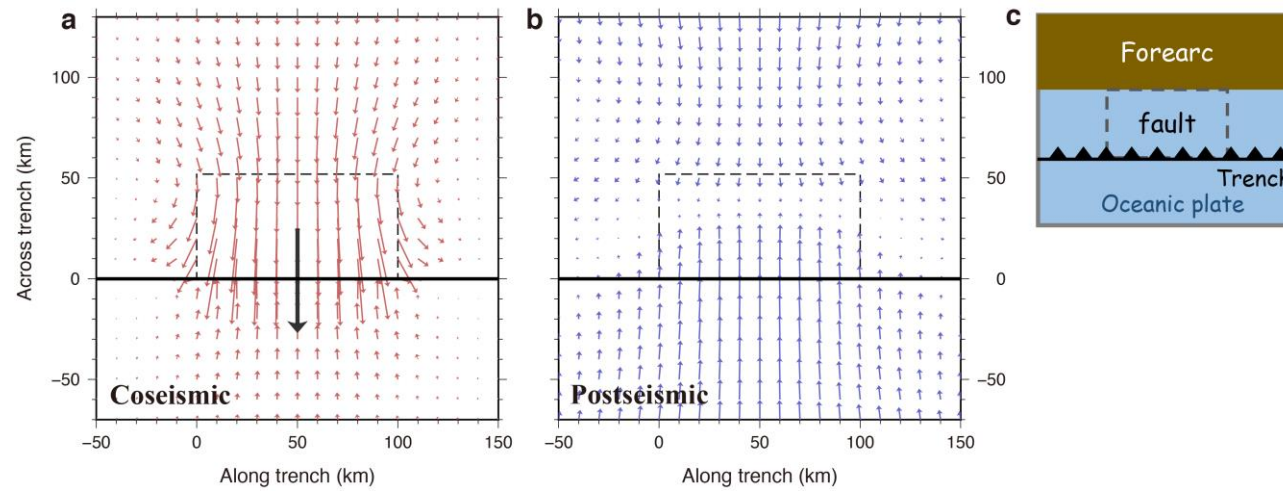 a
100
50
0
−50
Across trench (km)
Coseismic
−50 0 50 100 150
Along trench (km)
b
100
50
0
−50
Postseismic
−50 0 50 100 150
Along trench (km)
c
Forearc
fault
Trench
Oceanic plate